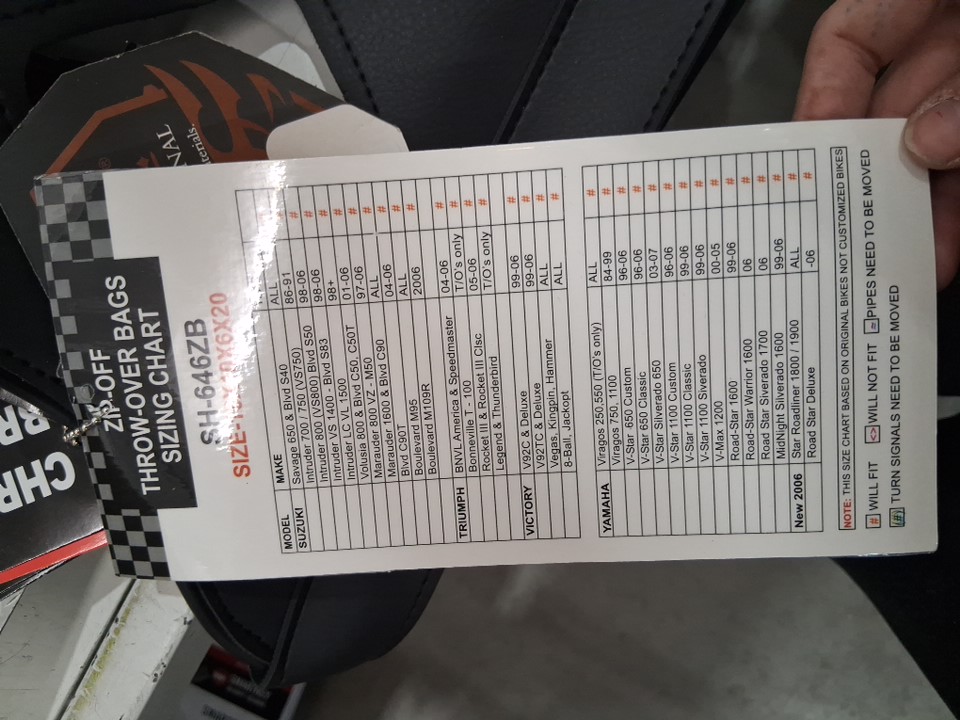 ZIP-OFF
THROW-OVER BAGS
SIZING CHART
SH-646ZB
MODEL MAKE
SUZUKI Savage 650 & Blvd S40 ALL #
Intruder 700 / 750 (VS750) 86-91 #
Intruder 800 (VS800) Blvd S50 98-06 #
Intruder VS 1400 - Blvd S83 98-06 #
Intruder LC VL 1500 98+ #
Volusia 800 & Blvd C50, C50T 01-06 #
Marauder 800 VZ - M50 97-06 #
Marauder 1600 & Blvd C90 ALL #
Blvd C90T 04-06 #
Boulevard M95 ALL #
Boulevard M109R 2006 #
TRIUMPH BNVL America & Speedmaster 04-06 #
Bonneville T - 100 T/O's only #
Rocket III & Rocket III Clsc 05-06 #
Legend & Thunderbird T/O's only #
VICTORY V92C & Deluxe 99-06 #
V92TC & Deluxe 99-06 #
Vegas, Kingpin, Hammer ALL #
8-Ball, Jackopt ALL #
YAMAHA Viragos 250.550 (T/O's only) ALL #
Viragos 750, 1100 84-99 #
V-Star 650 Custom 96-06 #
V-Star 650 Classic 96-06 #
V-Star Silverado 650 03-07 #
V-Star 1100 Custom 96-06 #
V-Star 1100 Classic 99-06 #
V-Star 1100 Silverado 99-06 #
V-Max 1200 00-05 #
Road-Star 1600 99-06 #
Road-Star Warrior 1600 06 #
Road Star Silverado 1700 06 #
MidNight Silverado 1600 99-06 #
New 2006 Star Roadliner 1800 / 1900 ALL #
Road Star Deluxe -06 #
NOTE: THIS SIZE CHART BASED ON ORIGINAL BIKES NOT CUSTOMIZED BIKES
# WILL FIT <> WILL NOT FIT PIPES NEED TO BE MOVED
(#) TURN SIGNALS NEED TO BE MOVED